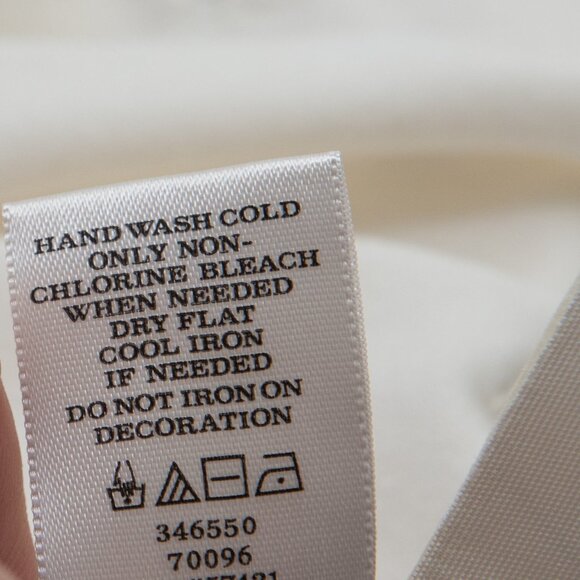 HAND WASH COLD
ONLY NON-
CHLORINE BLEACH
WHEN NEEDED
DRY FLAT
COOL IRON
IF NEEDED
DO NOT IRON ON
DECORATION
346550
70096